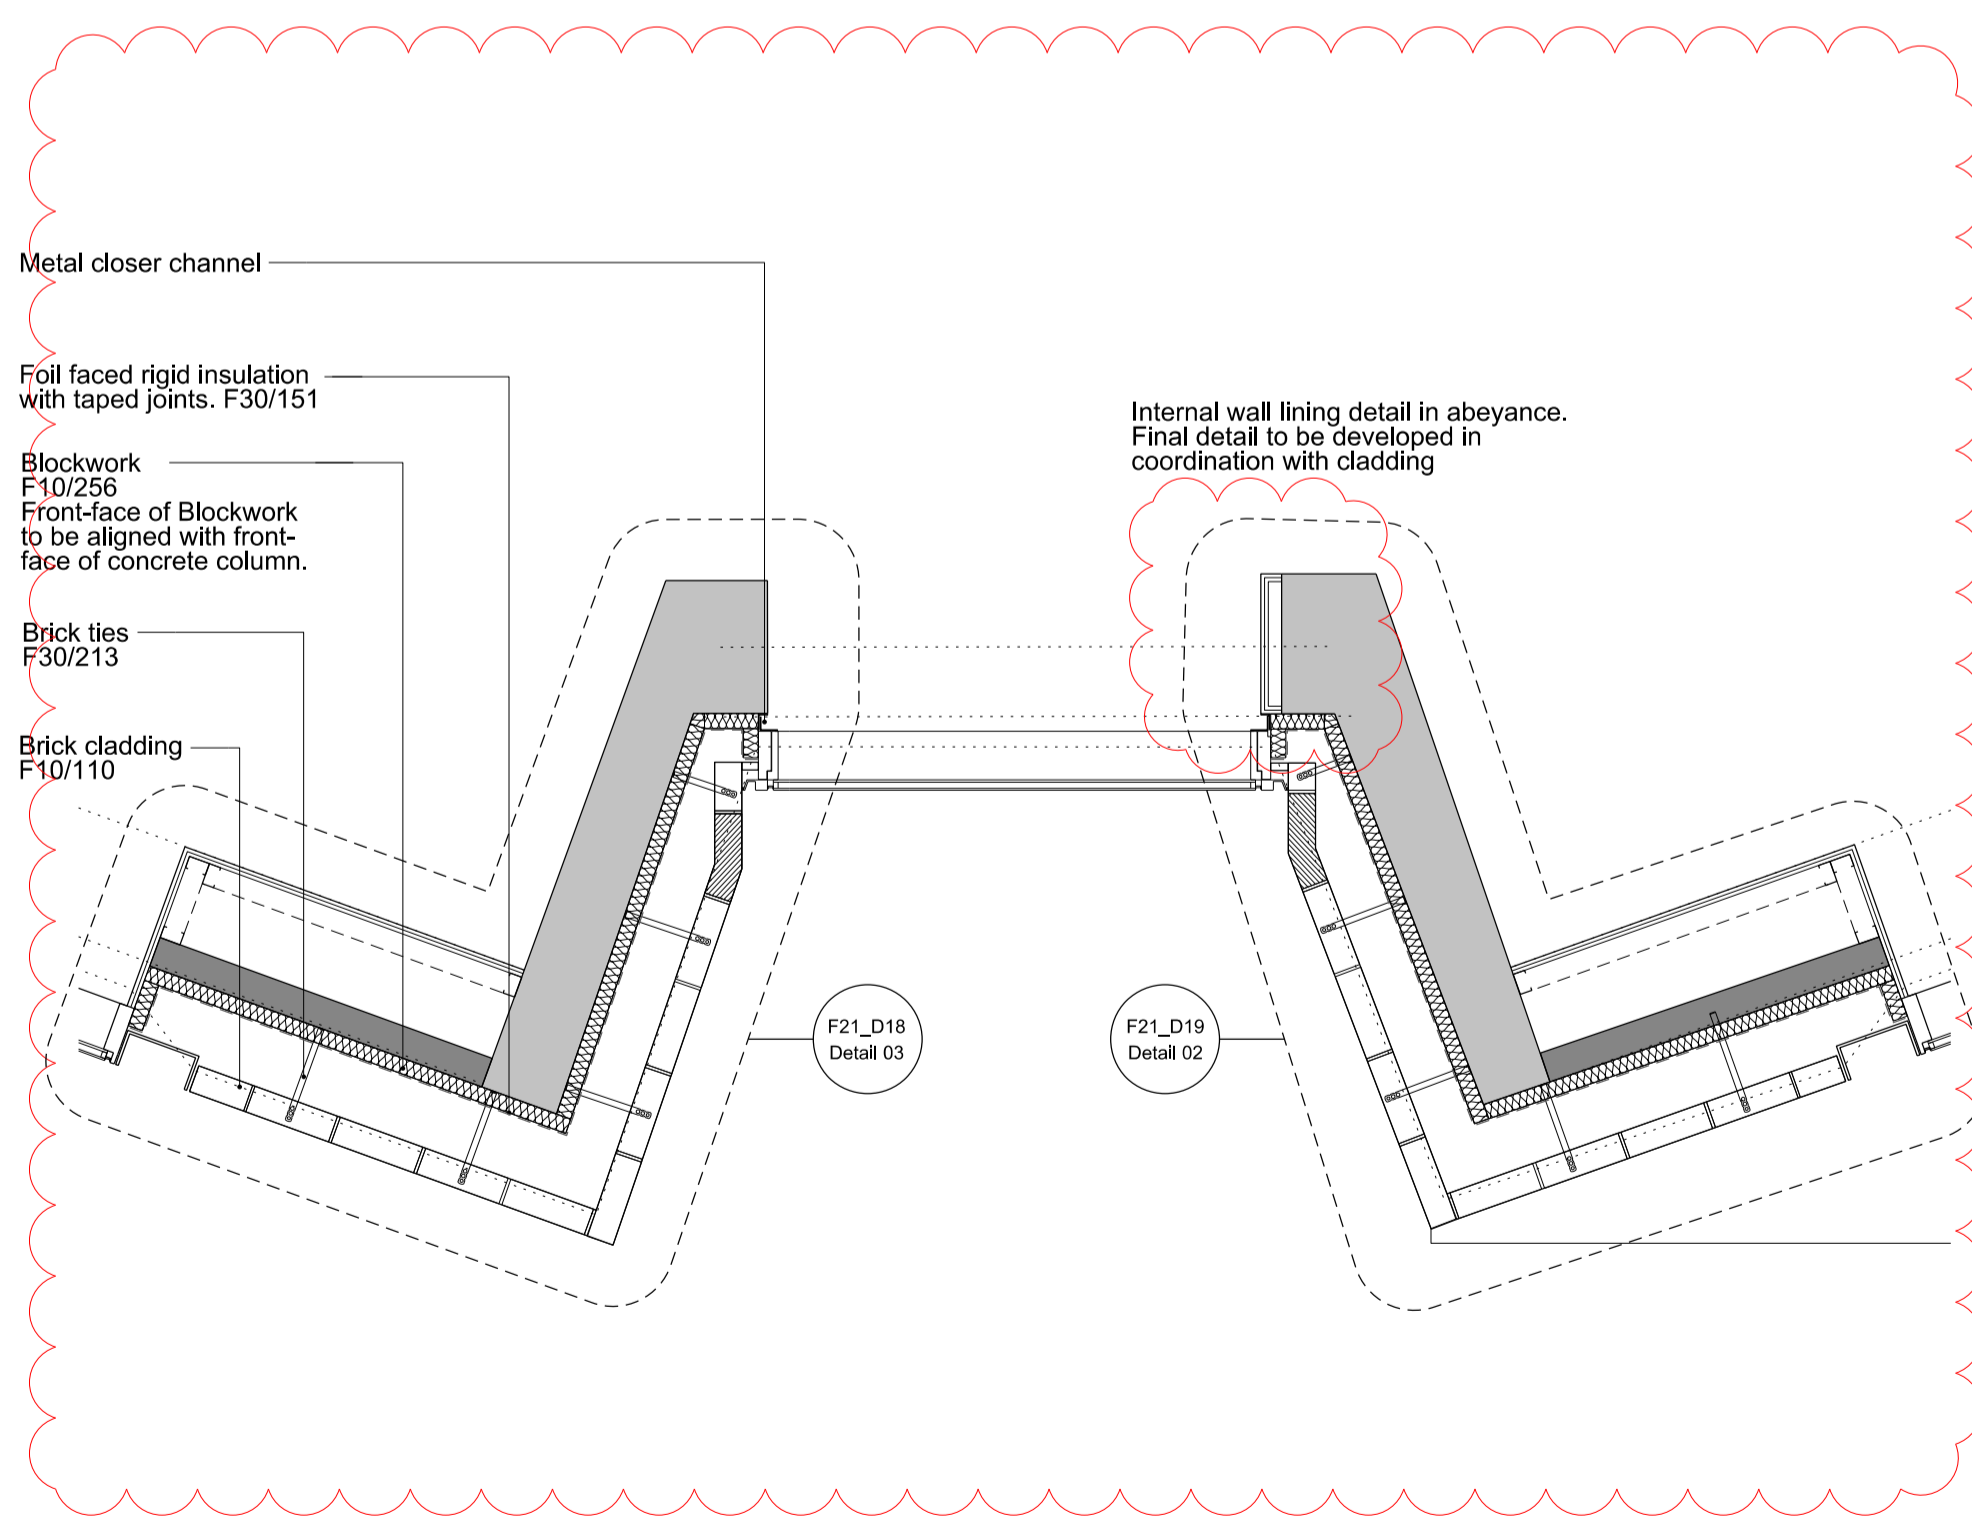 Metal closer channel
Foil faced rigid insulation
with taped joints. F30/151
Blockwork
F10/256
Front-face of Blockwork
to be aligned with front-
face of concrete column.
Brick ties
F30/213
Brick cladding
F10/110
Internal wall lining detail in abeyance.
Final detail to be developed in
coordination with cladding
F21_D18
Detail 03
F21_D19
Detail 02